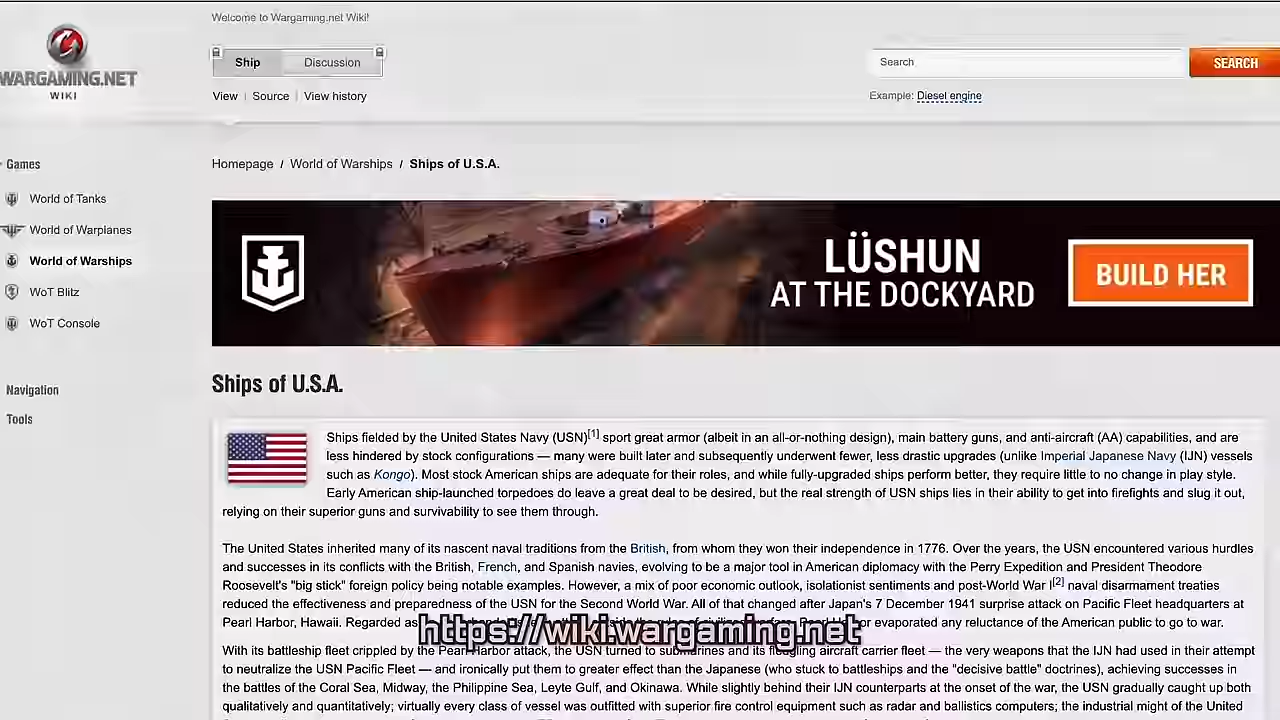 Welcome to Wargaming.net Wiki!
WARGAMING.NET
WIKI
Ship
Discussion
Search
SEARCH
View
Source
View history
Example: Diesel engine
Games
World of Tanks
World of Warplanes
World of Warships
WoT Blitz
WoT Console
Navigation
Tools
Homepage / World of Warships / Ships of U.S.A.
LÜSHUN
AT THE DOCKYARD
BUILD HER
Ships of U.S.A.
Ships fielded by the United States Navy (USN)[1] sport great armor (albeit in an all-or-nothing design), main battery guns, and anti-aircraft (AA) capabilities, and are
less hindered by stock configurations — many were built later and subsequently underwent fewer, less drastic upgrades (unlike Imperial Japanese Navy (IJN) vessels
such as Kongo). Most stock American ships are adequate for their roles, and while fully-upgraded ships perform better, they require little to no change in play style.
Early American ship-launched torpedoes do leave a great deal to be desired, but the real strength of USN ships lies in their ability to get into firefights and slug it out,
relying on their superior guns and survivability to see them through.
The United States inherited many of its nascent naval traditions from the British, from whom they won their independence in 1776. Over the years, the USN encountered various hurdles
and successes in its conflicts with the British, French, and Spanish navies, evolving to be a major tool in American diplomacy with the Perry Expedition and President Theodore
Roosevelt's "big stick" foreign policy being notable examples. However, a mix of poor economic outlook, isolationist sentiments and post-World War I[2] naval disarmament treaties
reduced the effectiveness and preparedness of the USN for the Second World War. All of that changed after Japan's 7 December 1941 surprise attack on Pacific Fleet headquarters at
Pearl Harbor, Hawaii. Regarded as evaporated any reluctance of the American public to go to war.
https://wiki.wargaming.net
With its battleship fleet crippled by the Pearl Harbor attack, the USN turned to submarines and its fledgling aircraft carrier fleet — the very weapons that the IJN had used in their attempt
to neutralize the USN Pacific Fleet — and ironically put them to greater effect than the Japanese (who stuck to battleships and the "decisive battle" doctrines), achieving successes in
the battles of the Coral Sea, Midway, the Philippine Sea, Leyte Gulf, and Okinawa. While slightly behind their IJN counterparts at the onset of the war, the USN gradually caught up both
qualitatively and quantitatively; virtually every class of vessel was outfitted with superior fire control equipment such as radar and ballistics computers; the industrial might of the United